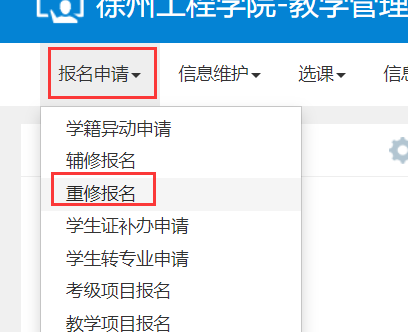 徐州工程学院-教学管理
报名申请 信息维护 选课 信
学籍异动申请
辅修报名
重修报名
学生证补办申请
学生转专业申请
考级项目报名
教学项目报名